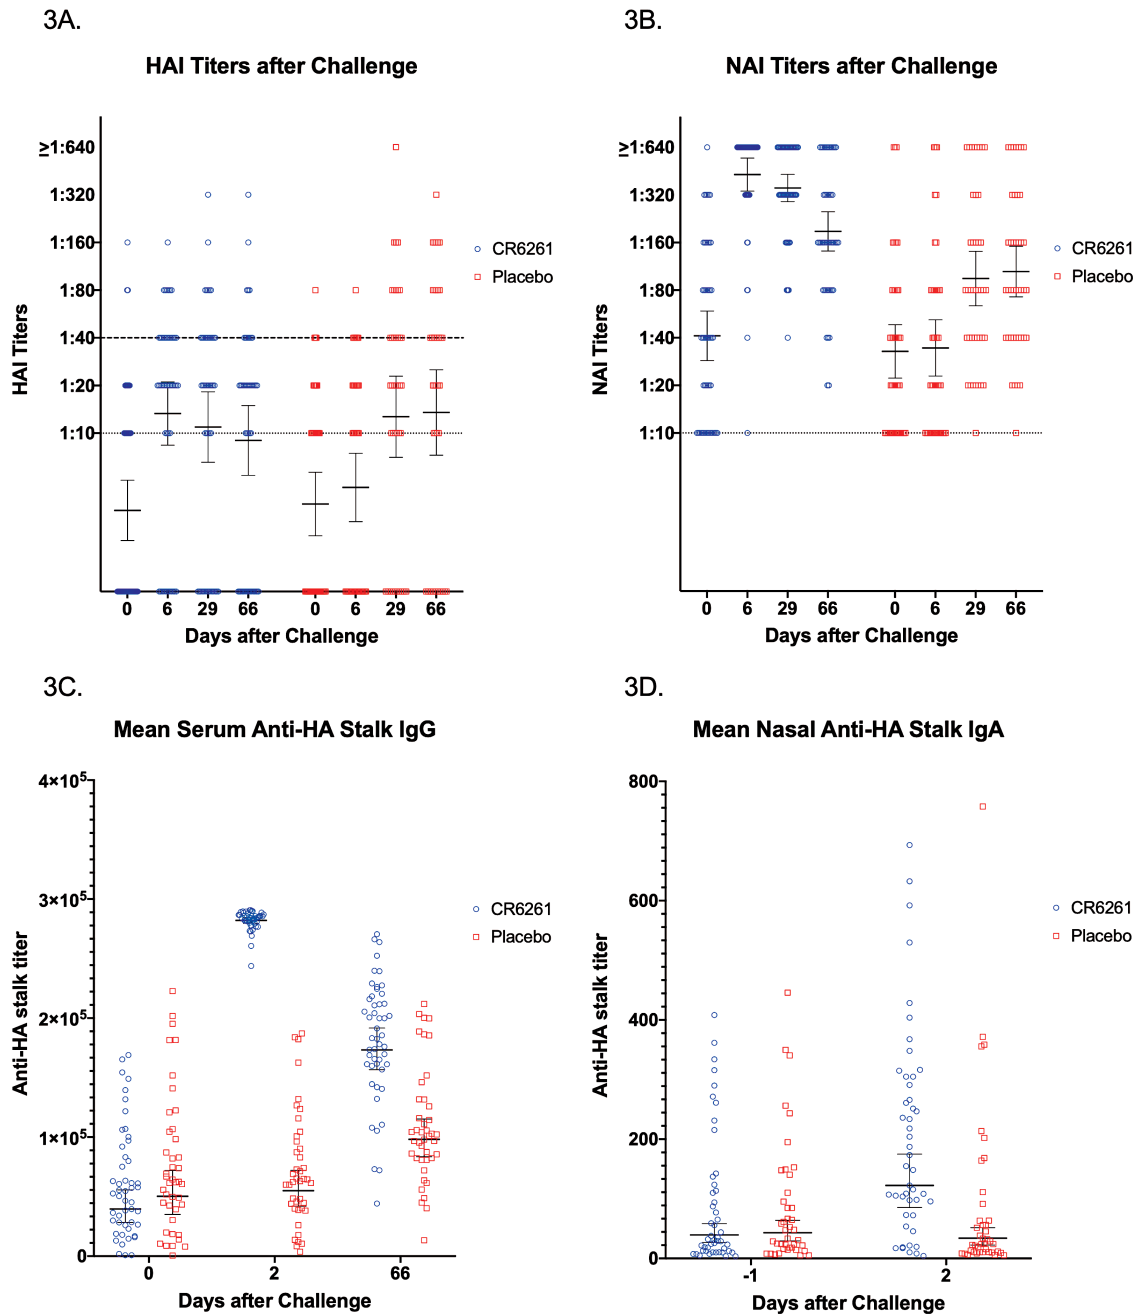 3A.
HAI Titers after Challenge
HAI Titers
≥1:640
1:320
1:160
1:80
1:40
1:20
1:10
CR6261
Placebo
0 6 29 66 0 6 29 66
Days after Challenge
3B.
NAI Titers after Challenge
NAI Titers
≥1:640
1:320
1:160
1:80
1:40
1:20
1:10
CR6261
Placebo
0 6 29 66 0 6 29 66
Days after Challenge
3C.
Mean Serum Anti-HA Stalk IgG
Anti-HA stalk titer
4×10⁵
3×10⁵
2×10⁵
1×10⁵
0
CR6261
Placebo
0 2 66
Days after Challenge
3D.
Mean Nasal Anti-HA Stalk IgA
Anti-HA stalk titer
800
600
400
200
0
CR6261
Placebo
-1 2
Days after Challenge